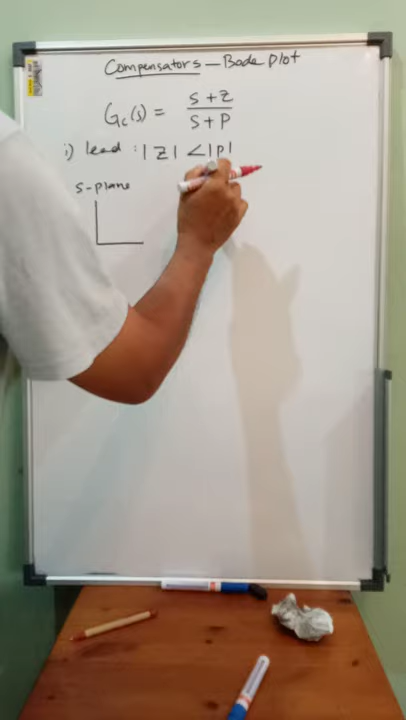 Compensators - Bode plot
Gc(s) = s+z / s+p
i) lead : |z| < |p|
s-plane